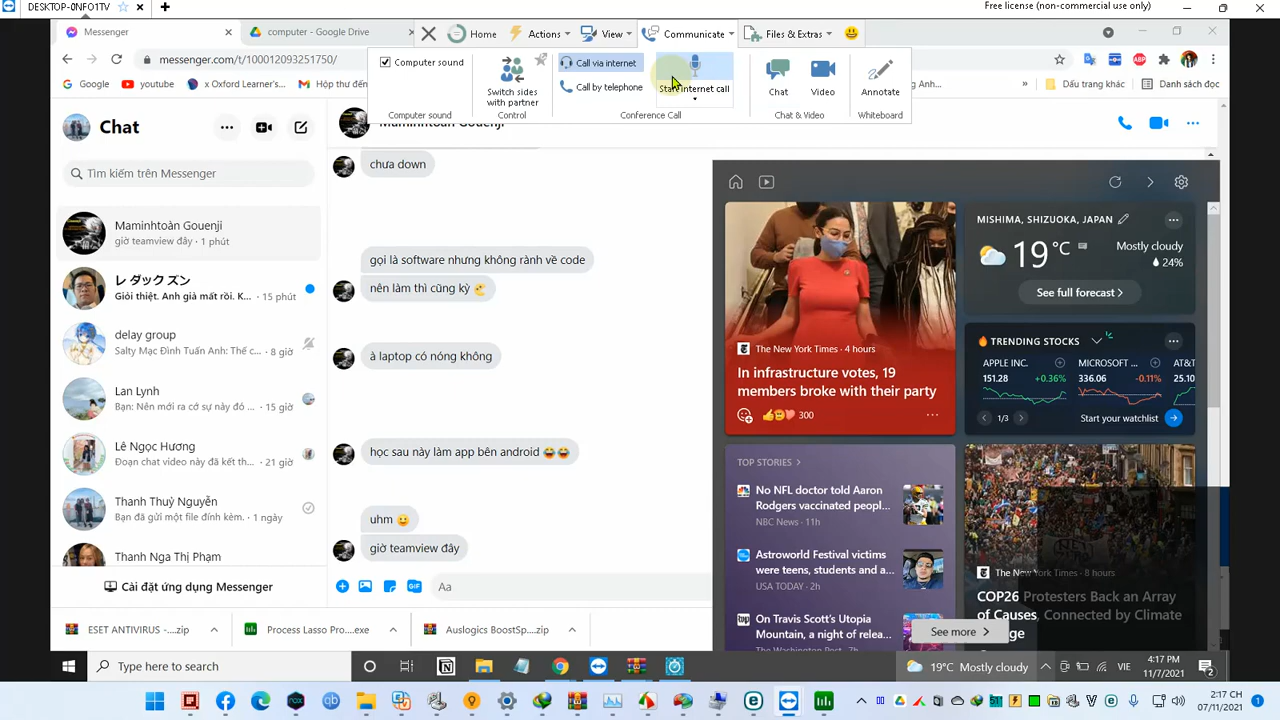 DESKTOP-0NFO1TV
Free license (non-commercial use only)
Messenger
computer - Google Drive
Home
Actions
View
Communicate
Files & Extras
messenger.com/t/100012093251750/
Computer sound
Computer sound
Switch sides
with partner
Control
Call via internet
Call by telephone
Start internet call
Conference Call
Chat
Video
Chat & Video
Annotate
Whiteboard
ABP
Google
Facebook
x Oxford Learner's...
»
Dấu trang khác
Danh sách đọc
Chat
Maminhtoàn Gouenji
Tìm kiếm trên Messenger
Maminhtoàn Gouenji
giờ teamview đây · 1 phút
レ ダック ズン
Giỏi thiệt. Anh già mất rồi. K... · 15 phút
delay group
Salty Mạc Đình Tuấn Anh: Thế c... · 8 giờ
Lan Lynh
Bạn: Nên mới ra cơ sự này đó ... · 15 giờ
Lê Ngọc Hương
Đoạn chat video này đã kết th... · 21 giờ
Thanh Thuỷ Nguyễn
Bạn đã gửi một file đính kèm. · 1 ngày
Thanh Nga Thị Phạm
Cài đặt ứng dụng Messenger
chưa down
gọi là software nhưng không rành về code
nên làm thì cũng kỳ
à laptop có nóng không
học sau này làm app bên android
uhm
giờ teamview đây
GIF
Aa
The New York Times · 4 hours
In infrastructure votes, 19
members broke with their party
300
MISHIMA, SHIZUOKA, JAPAN
19 °C
Mostly cloudy
24%
See full forecast
TRENDING STOCKS
APPLE INC.
151.28 +0.36%
MICROSOFT ...
336.06 -0.11%
AT&T
25.10
1/3
Start your watchlist
TOP STORIES
No NFL doctor told Aaron
Rodgers vaccinated peopl...
NBC News · 11h
Astroworld Festival victims
were teens, students and a...
USA TODAY · 2h
On Travis Scott's Utopia
Mountain, a night of relea...
The Washington Post · 7h
The New York Times · 8 hours
COP26 Protesters Back an Array
of Causes, Connected by Climate
See more
ESET ANTIVIRUS -....zip
Process Lasso Pro....exe
Auslogics BoostSp....zip
Type here to search
19°C Mostly cloudy
VIE
4:17 PM
11/7/2021
2
2:17 CH
07/11/2021
1